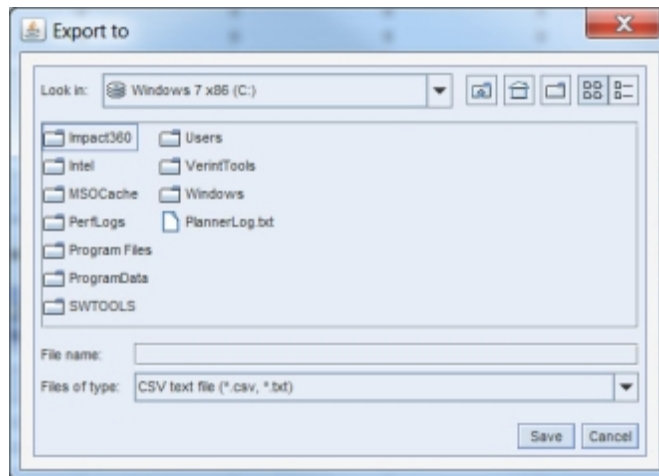 Export to
Look in: Windows 7 x86 (C:)
Impact360 Users
Intel VerintTools
MSOCache Windows
PerfLogs PlannerLog.txt
Program Files
ProgramData
SWTOOLS
File name:
Files of type: CSV text file (*.csv, *.txt)
Save Cancel